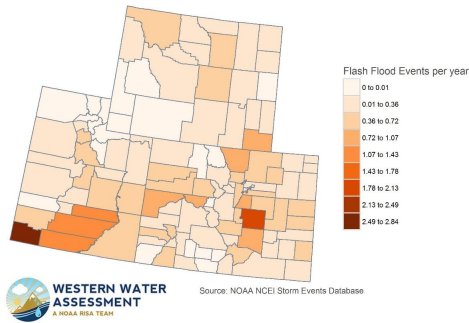 Flash Flood Events per year
0 to 0.01
0.01 to 0.36
0.36 to 0.72
0.72 to 1.07
1.07 to 1.43
1.43 to 1.78
1.78 to 2.13
2.13 to 2.49
2.49 to 2.84
WESTERN WATER
ASSESSMENT
A NOAA RISA TEAM
Source: NOAA NCEI Storm Events Database